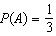 P(A) = 1/3